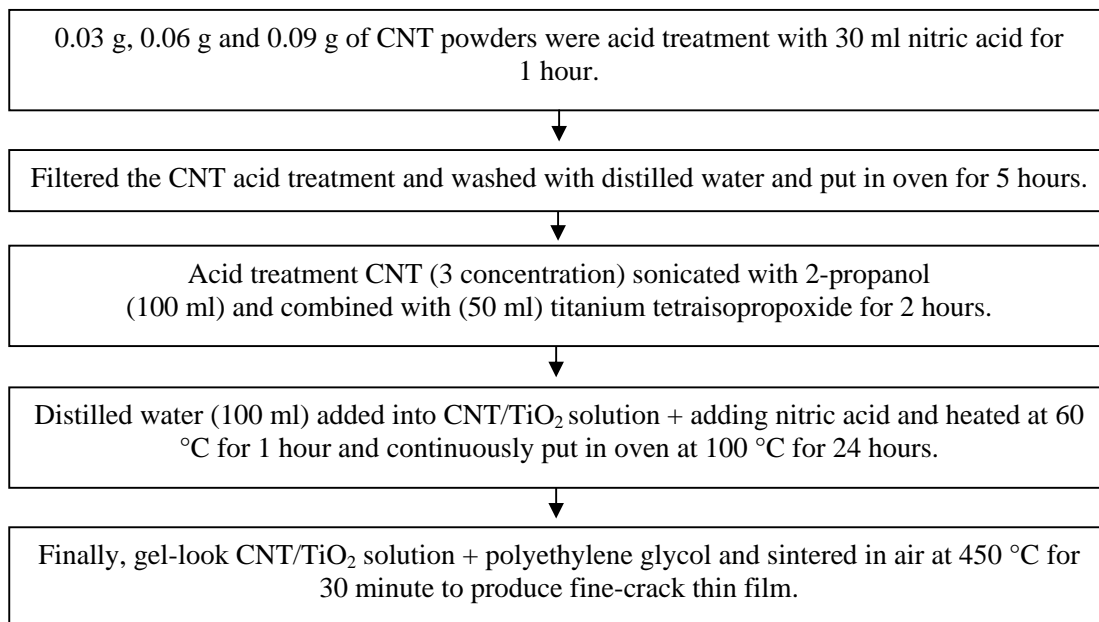 0.03 g, 0.06 g and 0.09 g of CNT powders were acid treatment with 30 ml nitric acid for
1 hour.
Filtered the CNT acid treatment and washed with distilled water and put in oven for 5 hours.
Acid treatment CNT (3 concentration) sonicated with 2-propanol
(100 ml) and combined with (50 ml) titanium tetraisopropoxide for 2 hours.
Distilled water (100 ml) added into CNT/TiO₂ solution + adding nitric acid and heated at 60
°C for 1 hour and continuously put in oven at 100 °C for 24 hours.
Finally, gel-look CNT/TiO₂ solution + polyethylene glycol and sintered in air at 450 °C for
30 minute to produce fine-crack thin film.